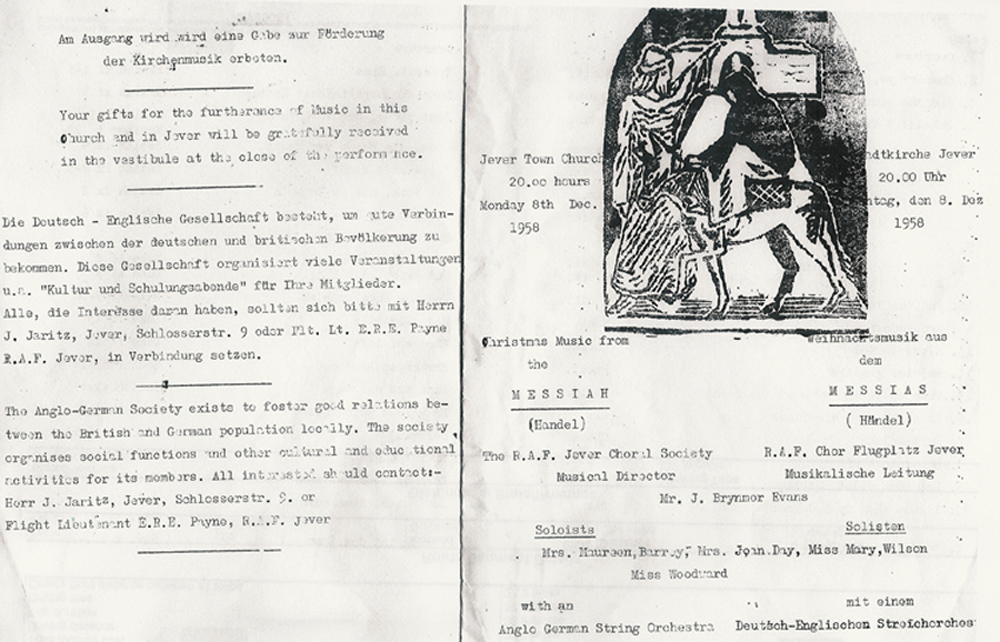 Am Ausgang wird wird eine Gabe zur Förderung
der Kirchenmusik erboten.
Your gifts for the furtherance of Music in this
Church and in Jever will be gratefully received
in the vestibule at the close of the performance.
Die Deutsch - Englische Gesellschaft besteht, um gute Verbin-
dungen zwischen der deutschen und britischen Bevölkerung zu
bekommen. Diese Gesellschaft organisiert viele Veranstaltungen
u.a. "Kultur und Schulungsabende" für Ihre Mitglieder.
Alle, die Interesse daran haben, sollten sich bitte mit Herrn
J. Jaritz, Jever, Schlosserstr. 9 oder Flt. Lt. E.R.E. Payne
R.A.F. Jever, in Verbindung setzen.
The Anglo-German Society exists to foster good relations be-
tween the British and German population locally. The society
organises social functions and other cultural and educational
activities for its members. All interested should contact:-
Herr J. Jaritz, Jever, Schlosserstr. 9. or
Flight Lieutenant E.R.E. Payne, R.A.F. Jever
Jever Town Church
20.oo hours
Monday 8th Dec.
1958
dtkirche Jever
20.00 Uhr
ntag, den 8. Dez
1958
Christmas Music from
the
MESSIAH
(Handel)
Weihnachtsmusik aus
dem
MESSIAS
( Händel)
The R.A.F. Jever Choral Society
R.A.F. Chor Flugplatz Jever
Musical Director
Musikalische Leitung
Mr. J. Brynmor Evans
Soloists
Solisten
Mrs. Maureen, Barry, Mrs. Joan Day, Miss Mary, Wilson
Miss Woodward
with an
mit einem
Anglo German String Orchestra
Deutsch-Englischen Streichorches